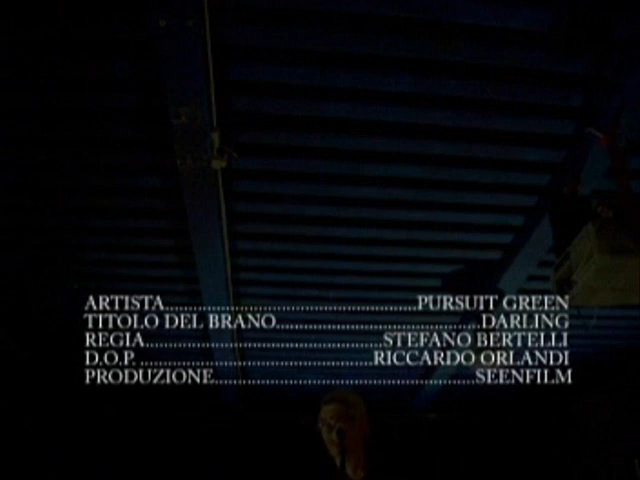 ARTISTA..........................................PURSUIT GREEN
TITOLO DEL BRANO.................................DARLING
REGIA.......................................STEFANO BERTELLI
D.O.P. ......................................RICCARDO ORLANDI
PRODUZIONE...........................................SEENFILM